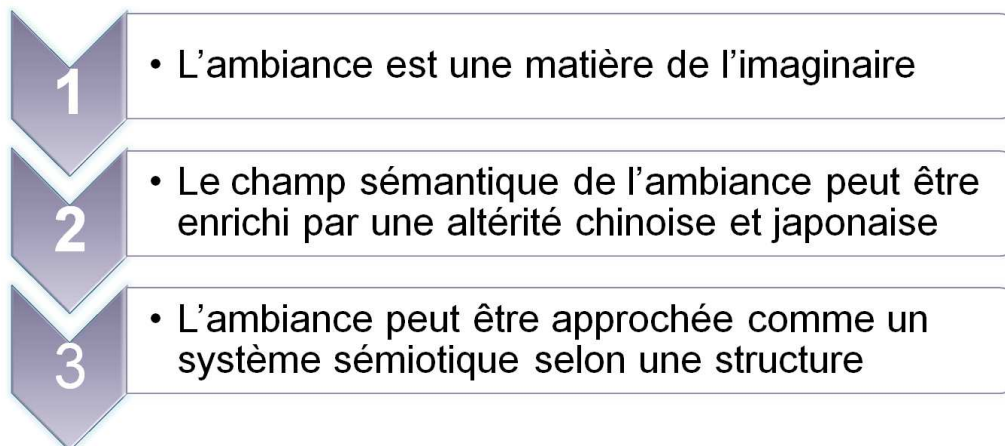 1
• L’ambiance est une matière de l’imaginaire
2
• Le champ sémantique de l’ambiance peut être
enrichi par une altérité chinoise et japonaise
3
• L’ambiance peut être approchée comme un
système sémiotique selon une structure